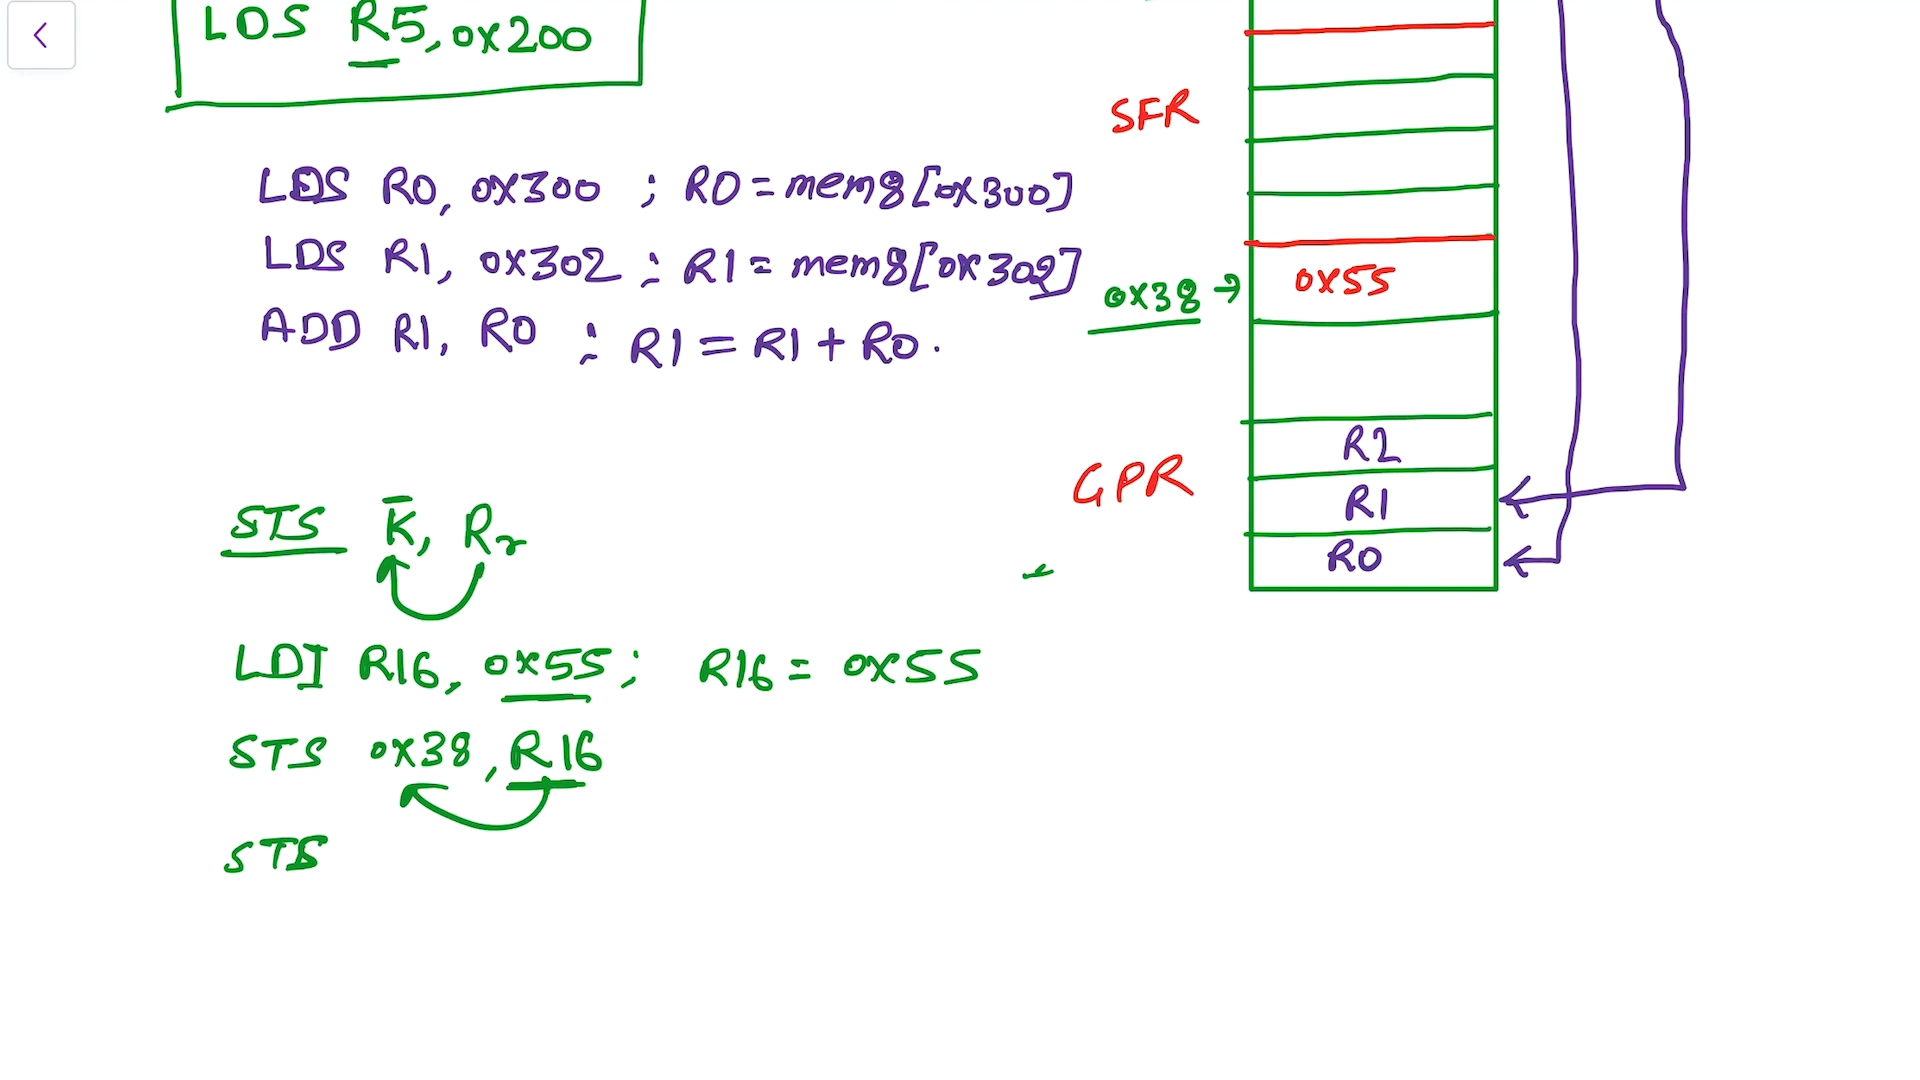 LDS R5, 0x200
LDS R0, 0x300 ; R0 = mem8[0x300]
LDS R1, 0x302 ; R1 = mem8[0x302]
ADD R1, R0 ; R1 = R1 + R0.
STS K, Rr
LDI R16, 0x55 ; R16 = 0x55
STS 0x38, R16
STS
SFR
0x38 → 0x55
GPR
R2
R1
R0